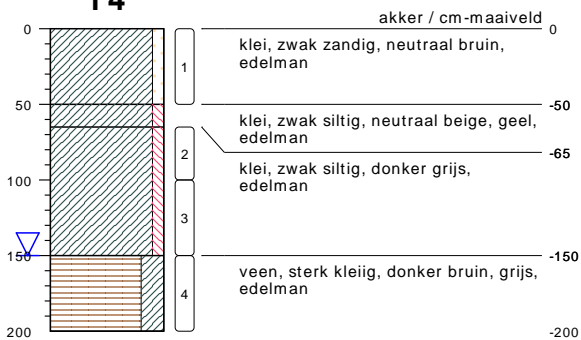 akker / cm-maaiveld
0
0
klei, zwak zandig, neutraal bruin,
edelman
1
50
-50
klei, zwak siltig, neutraal beige, geel,
edelman
-65
2
klei, zwak siltig, donker grijs,
edelman
100
3
150
-150
veen, sterk kleiig, donker bruin, grijs,
edelman
4
200
-200